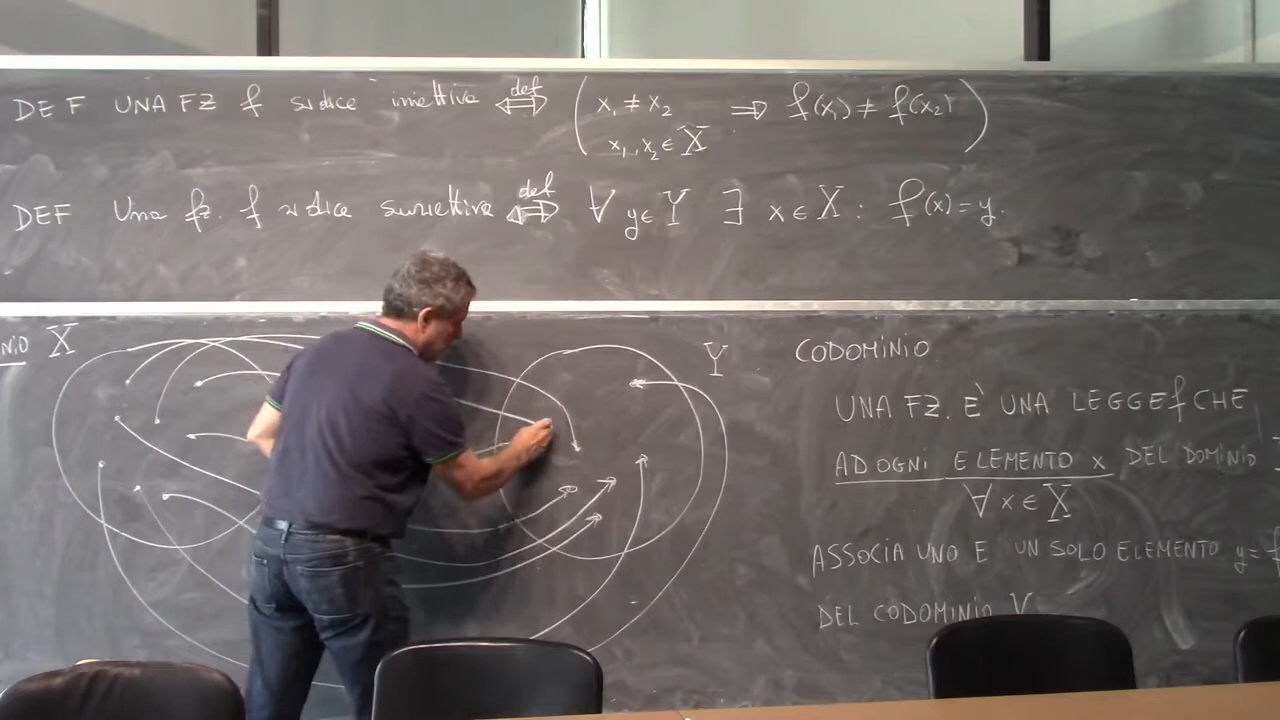 DEF UNA FZ f si dice iniettiva ⇔ def ( x₁ ≠ x₂ ⇒ f(x₁) ≠ f(x₂) )
x₁, x₂ ∈ X
DEF Una fz. f si dice suriettiva ⇔ def ∀ y∈Y ∃ x∈X : f(x)=y.
NIO X
Y
CODOMINIO
UNA FZ. È UNA LEGGE f CHE
AD OGNI ELEMENTO x DEL DOMINIO
∀ x ∈ X
ASSOCIA UNO E UN SOLO ELEMENTO y =
DEL CODOMINIO Y